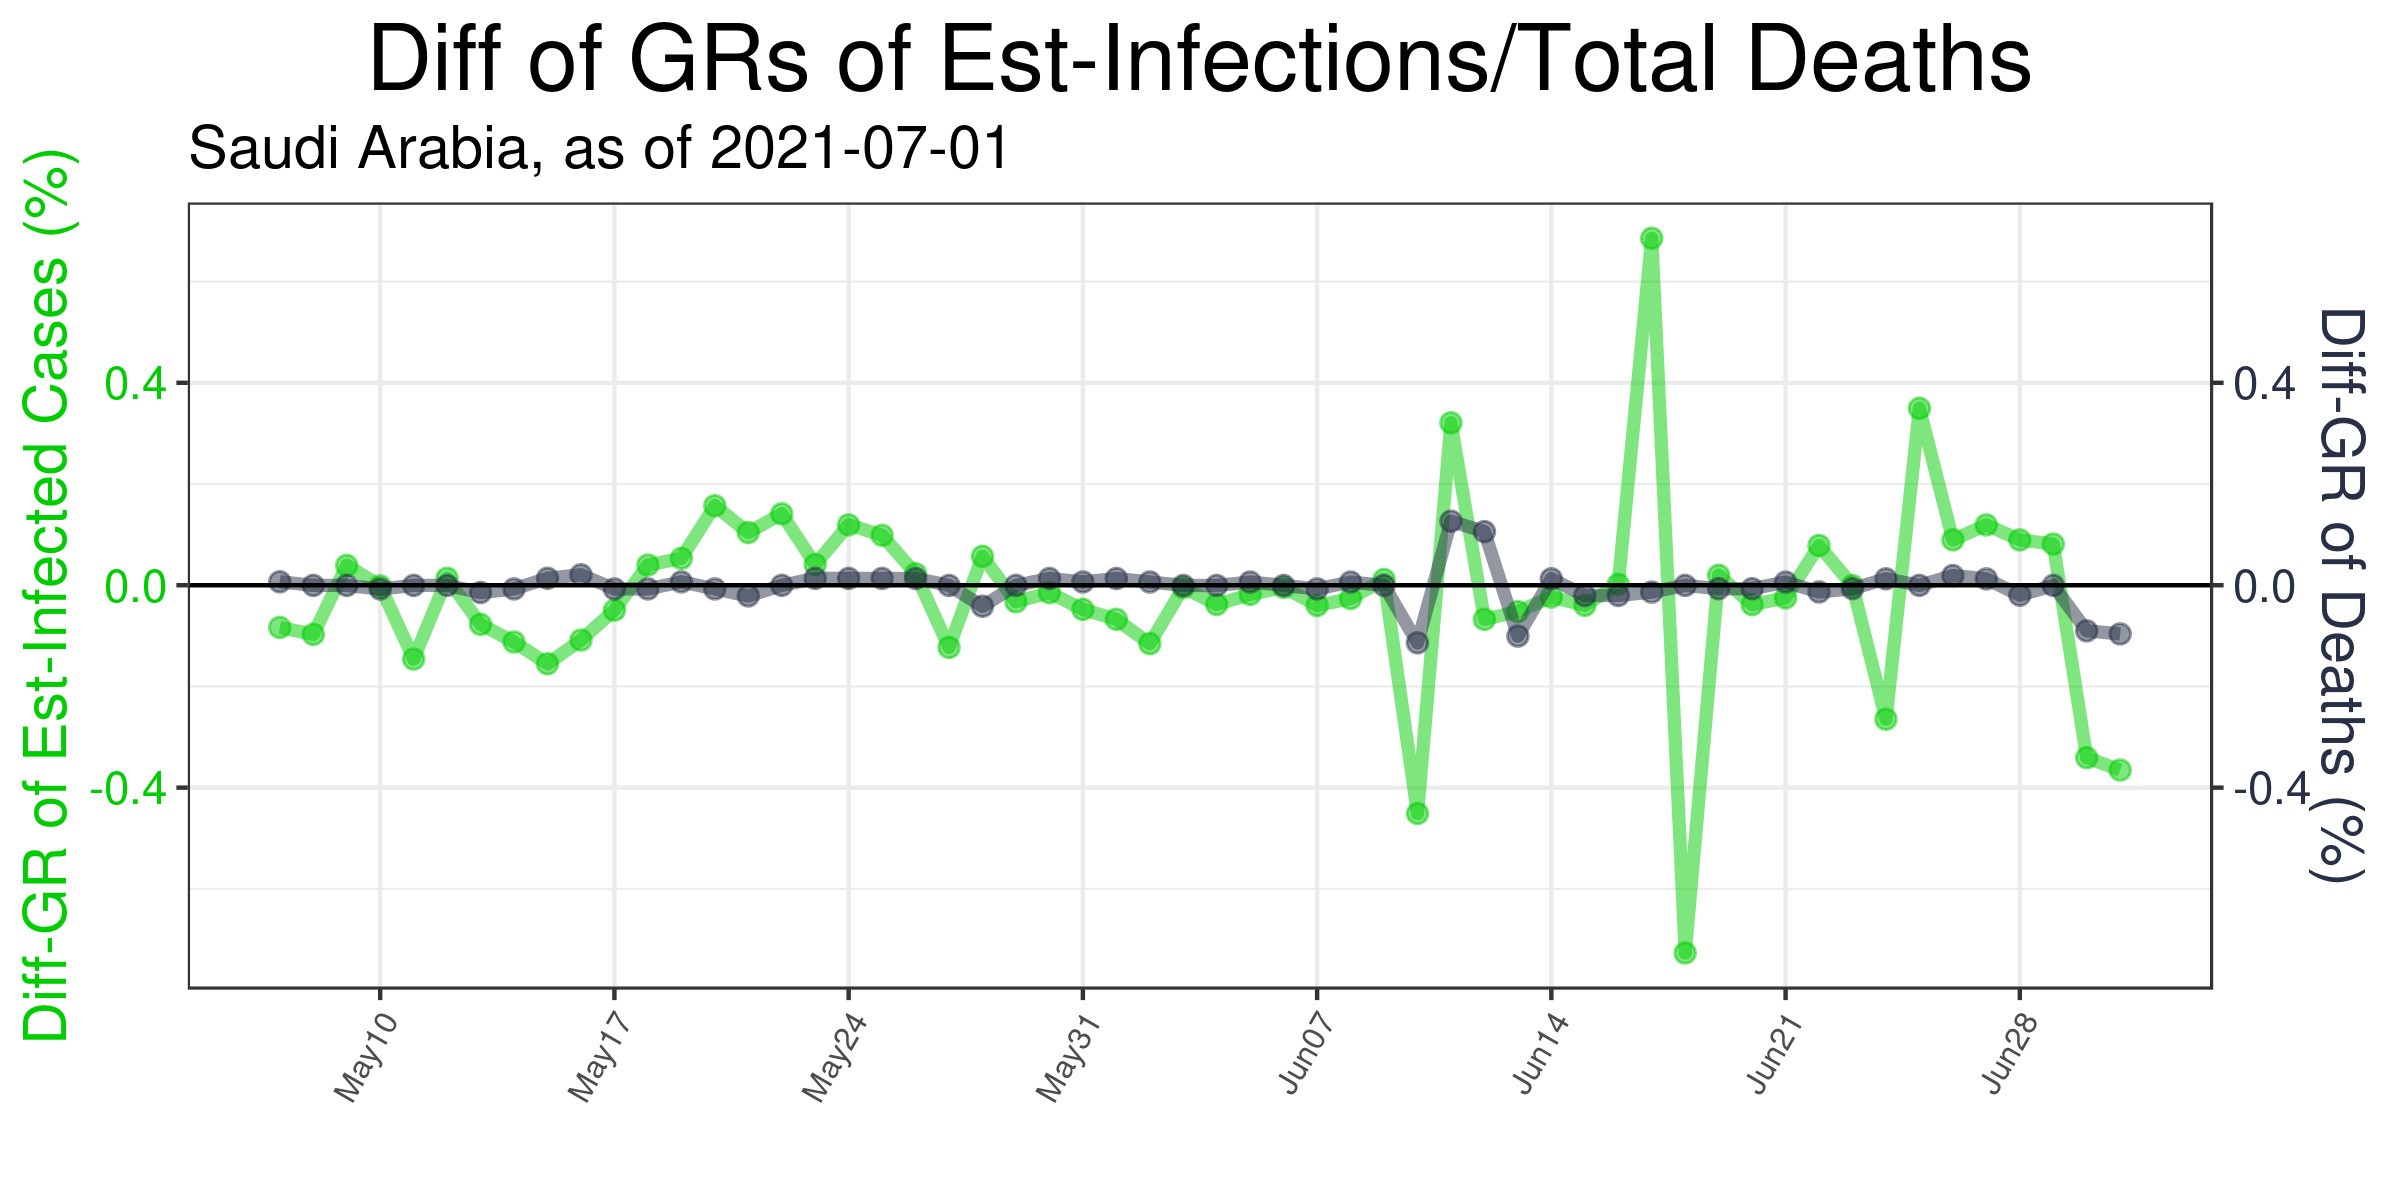 Diff of GRs of Est-Infections/Total Deaths
Saudi Arabia, as of 2021-07-01
Diff-GR of Est-Infected Cases (%)
0.4
0.0
-0.4
0.4
0.0
-0.4
Diff-GR of Deaths (%)
May10
May17
May24
May31
Jun07
Jun14
Jun21
Jun28